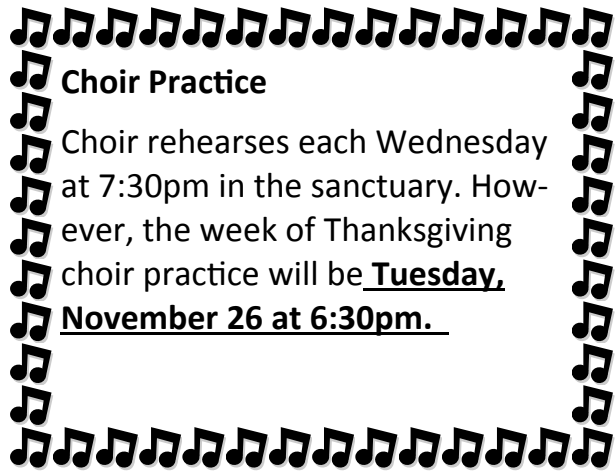 Choir Practice
Choir rehearses each Wednesday
at 7:30pm in the sanctuary. How-
ever, the week of Thanksgiving
choir practice will be Tuesday,
November 26 at 6:30pm.